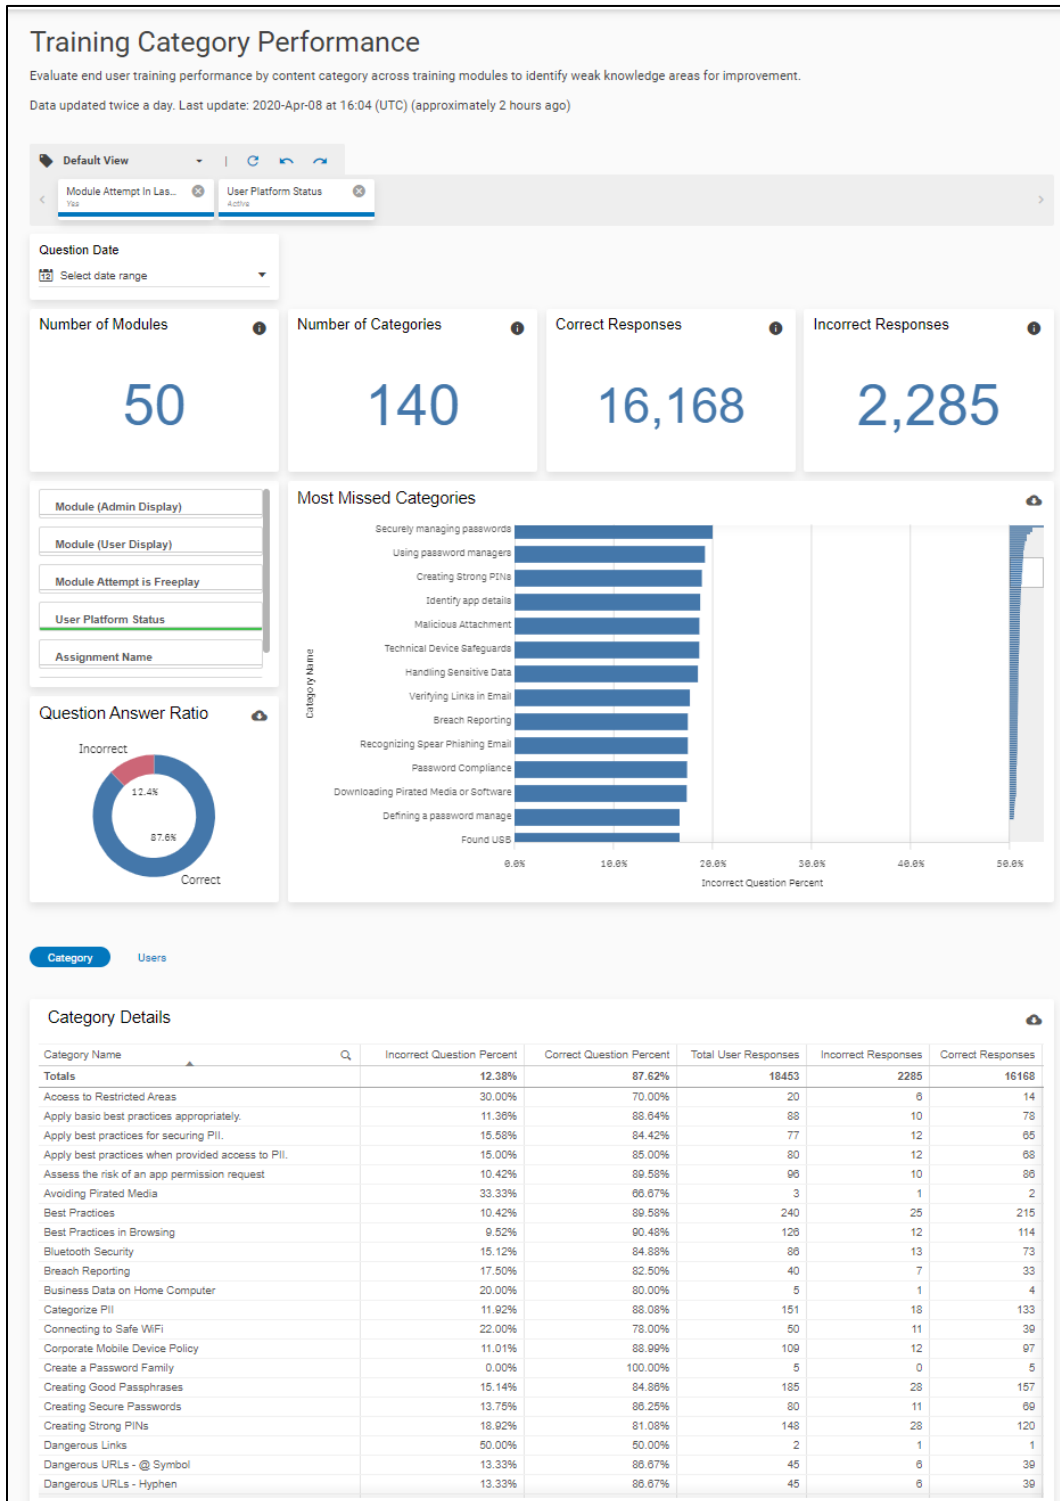 Training Category Performance
Evaluate end user training performance by content category across training modules to identify weak knowledge areas for improvement.
Data updated twice a day. Last update: 2020-Apr-08 at 16:04 (UTC) (approximately 2 hours ago)
Default View
Module Attempt In Las...
Yes
User Platform Status
Active
Question Date
12 Select date range
Number of Modules
50
Number of Categories
140
Correct Responses
16,168
Incorrect Responses
2,285
Module (Admin Display)
Module (User Display)
Module Attempt is Freeplay
User Platform Status
Assignment Name
Question Answer Ratio
Incorrect
12.4%
87.6%
Correct
Most Missed Categories
Category Name
Securely managing passwords
Using password managers
Creating Strong PINs
Identify app details
Malicious Attachment
Technical Device Safeguards
Handling Sensitive Data
Verifying Links in Email
Breach Reporting
Recognizing Spear Phishing Email
Password Compliance
Downloading Pirated Media or Software
Defining a password manage
Found USB
0.0% 10.0% 20.0% 30.0% 40.0% 50.0%
Incorrect Question Percent
Category Users
Category Details
Category Name Incorrect Question Percent Correct Question Percent Total User Responses Incorrect Responses Correct Responses
Totals 12.38% 87.62% 18453 2285 16168
Access to Restricted Areas 30.00% 70.00% 20 6 14
Apply basic best practices appropriately. 11.36% 88.64% 88 10 78
Apply best practices for securing PII. 15.58% 84.42% 77 12 65
Apply best practices when provided access to PII. 15.00% 85.00% 80 12 68
Assess the risk of an app permission request 10.42% 89.58% 96 10 86
Avoiding Pirated Media 33.33% 66.67% 3 1 2
Best Practices 10.42% 89.58% 240 25 215
Best Practices in Browsing 9.52% 90.48% 126 12 114
Bluetooth Security 15.12% 84.88% 86 13 73
Breach Reporting 17.50% 82.50% 40 7 33
Business Data on Home Computer 20.00% 80.00% 5 1 4
Categorize PII 11.92% 88.08% 151 18 133
Connecting to Safe WiFi 22.00% 78.00% 50 11 39
Corporate Mobile Device Policy 11.01% 88.99% 109 12 97
Create a Password Family 0.00% 100.00% 5 0 5
Creating Good Passphrases 15.14% 84.86% 185 28 157
Creating Secure Passwords 13.75% 86.25% 80 11 69
Creating Strong PINs 18.92% 81.08% 148 28 120
Dangerous Links 50.00% 50.00% 2 1 1
Dangerous URLs - @ Symbol 13.33% 86.67% 45 6 39
Dangerous URLs - Hyphen 13.33% 86.67% 45 6 39